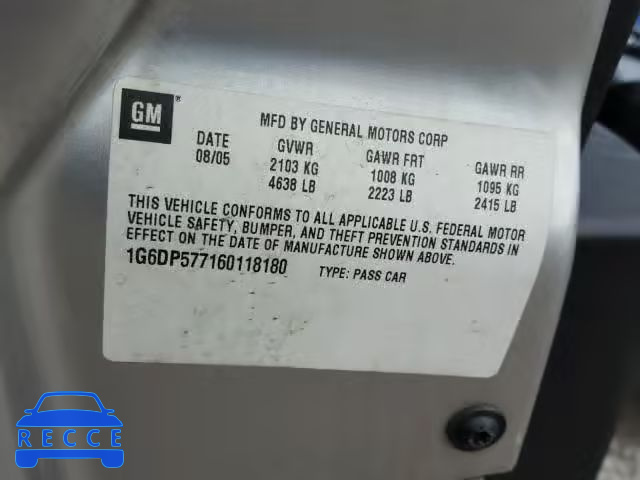 GM ®
MFD BY GENERAL MOTORS CORP
DATE GVWR GAWR FRT GAWR RR
08/05 2103 KG 1008 KG 1095 KG
4638 LB 2223 LB 2415 LB
THIS VEHICLE CONFORMS TO ALL APPLICABLE U.S. FEDERAL MOTOR
VEHICLE SAFETY, BUMPER, AND THEFT PREVENTION STANDARDS IN
EFFECT ON THE DATE OF MANUFACTURE SHOWN ABOVE.
1G6DP577160118180 TYPE: PASS CAR
RECCE